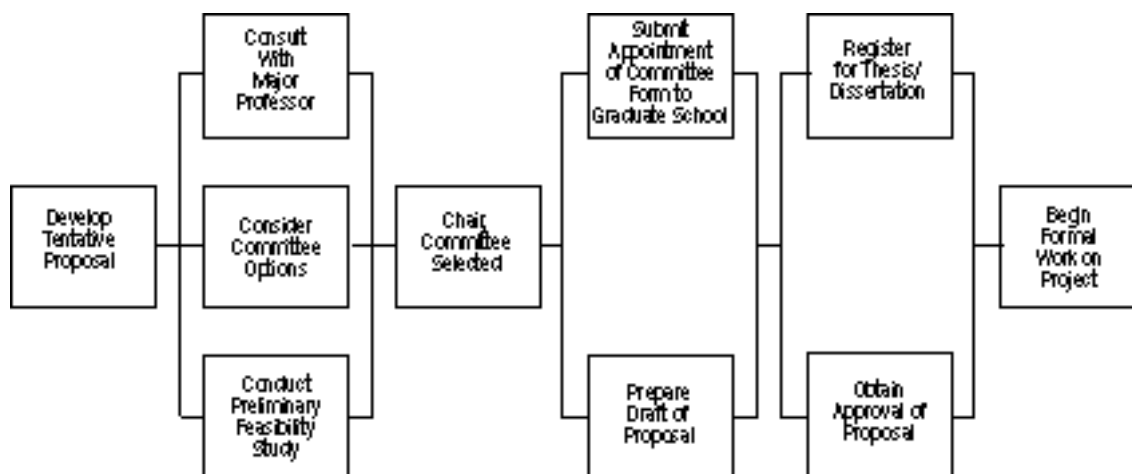 Consult
With
Major
Professor
Submit
Appointment
of Committee
Form to
Graduate School
Register
for Thesis/
Dissertation
Develop
Tentative
Proposal
Consider
Committee
Options
Chair,
Committee
Selected
Begin
Formal
Work on
Project
Conduct
Preliminary
Feasibility
Study
Prepare
Draft of
Proposal
Obtain
Approval of
Proposal